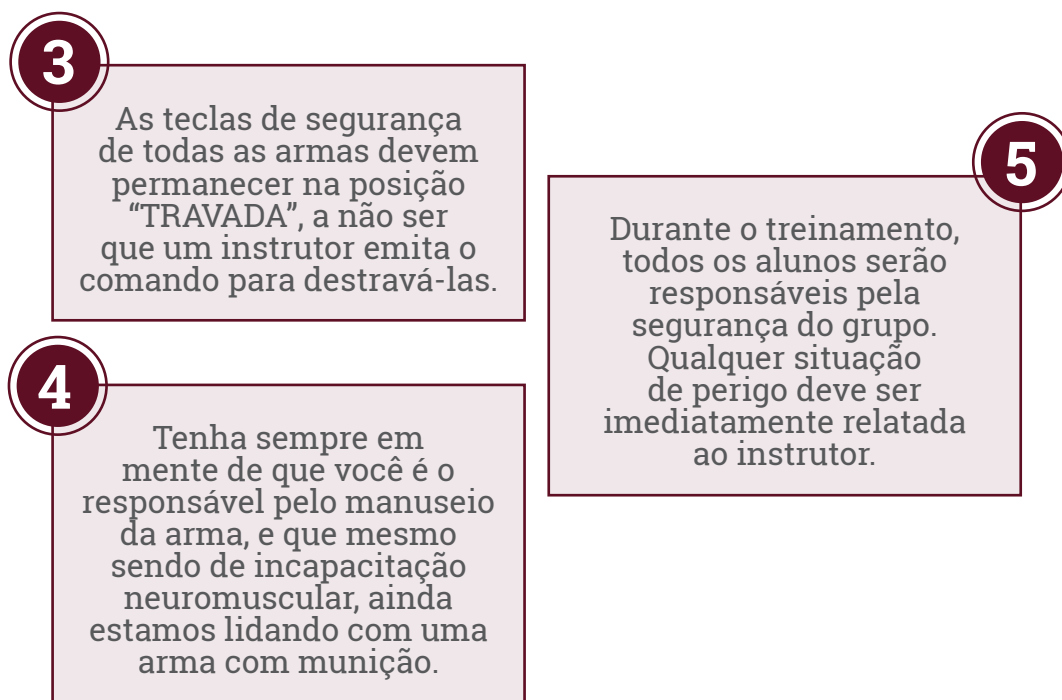 3
As teclas de segurança
de todas as armas devem
permanecer na posição
“TRAVADA”, a não ser
que um instrutor emita o
comando para destravá-las.
4
Tenha sempre em
mente de que você é o
responsável pelo manuseio
da arma, e que mesmo
sendo de incapacitação
neuromuscular, ainda
estamos lidando com uma
arma com munição.
5
Durante o treinamento,
todos os alunos serão
responsáveis pela
segurança do grupo.
Qualquer situação
de perigo deve ser
imediatamente relatada
ao instrutor.